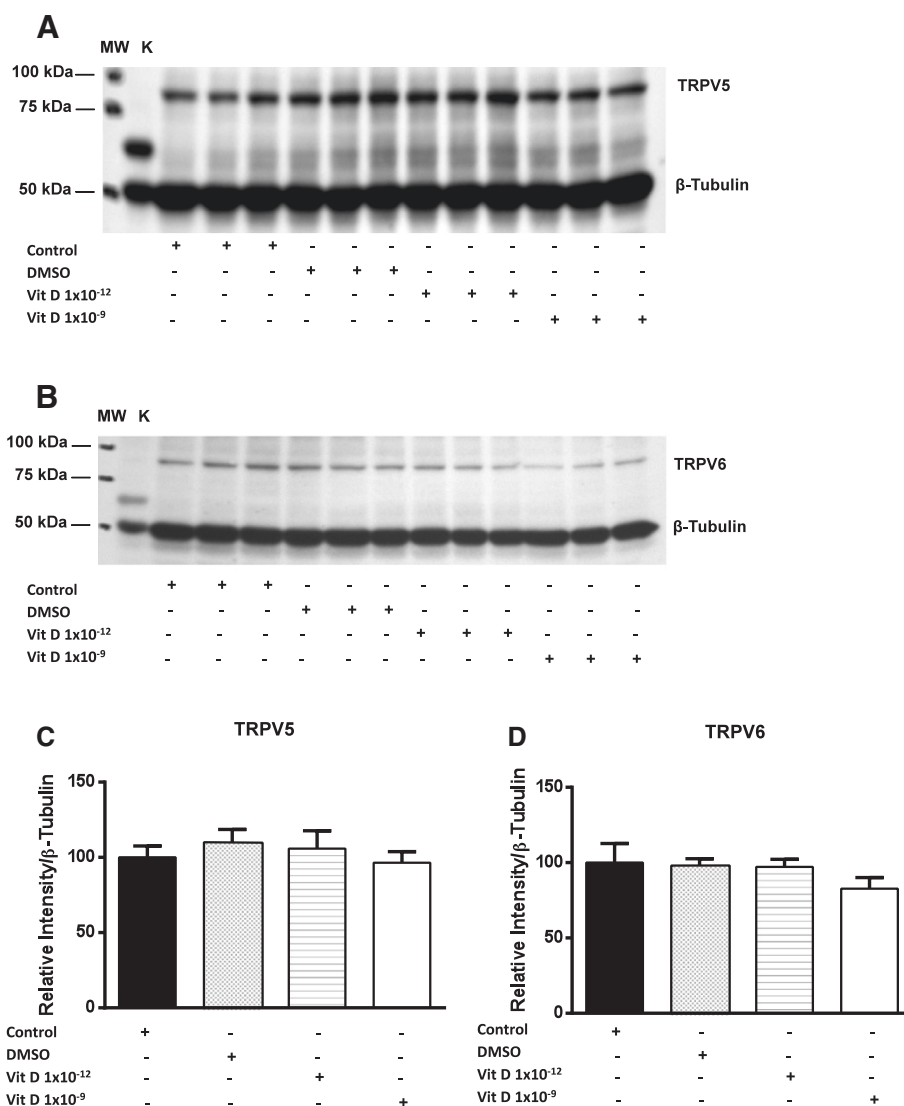 A
MW K
100 kDa
75 kDa
50 kDa
TRPV5
β-Tubulin
Control + + + - - - - - - - - -
DMSO - - - + + + - - - - - -
Vit D 1x10⁻¹² - - - - - - + + + - - -
Vit D 1x10⁻⁹ - - - - - - - - - + + +
B
MW K
100 kDa
75 kDa
50 kDa
TRPV6
β-Tubulin
Control + + + - - - - - - - - -
DMSO - - - + + + - - - - - -
Vit D 1x10⁻¹² - - - - - - + + + - - -
Vit D 1x10⁻⁹ - - - - - - - - - + + +
C
TRPV5
Relative Intensity/β-Tubulin
150
100
50
0
Control + - - -
DMSO - + - -
Vit D 1x10⁻¹² - - + -
Vit D 1x10⁻⁹ - - - +
D
TRPV6
Relative Intensity/β-Tubulin
150
100
50
0
Control + - - -
DMSO - + - -
Vit D 1x10⁻¹² - - + -
Vit D 1x10⁻⁹ - - - +